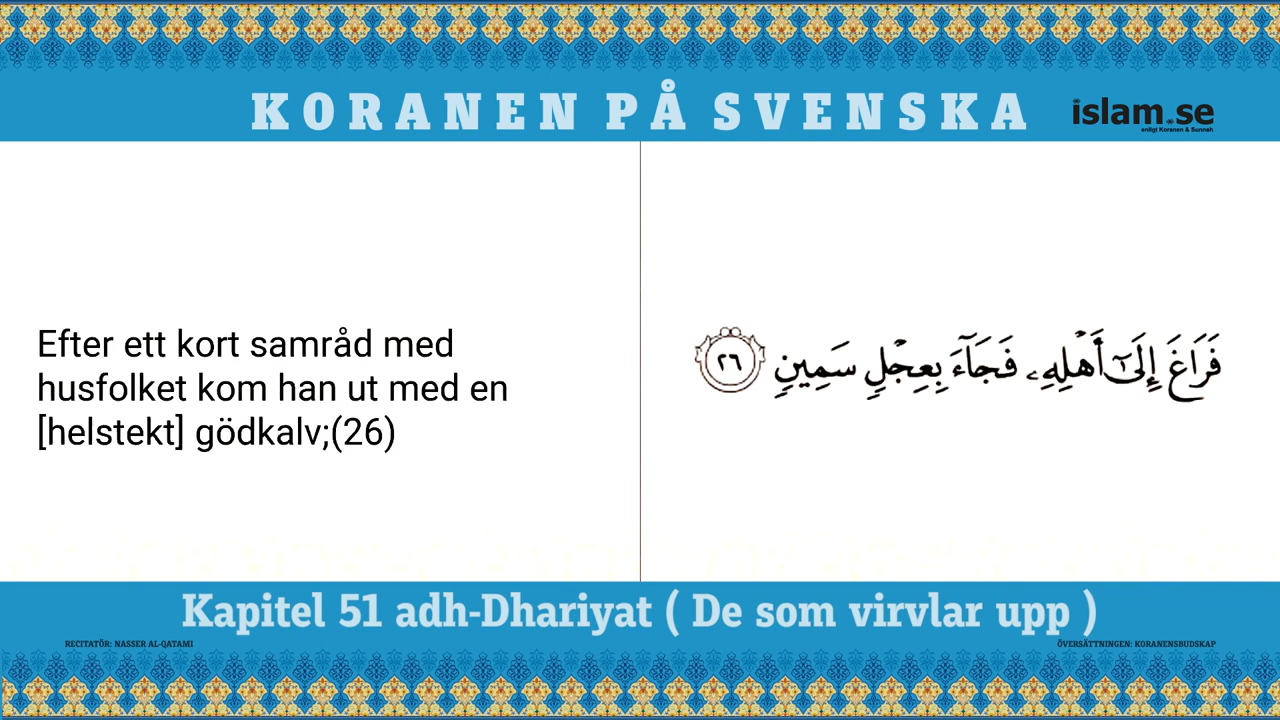 KORANEN PÅ SVENSKA
islam.se
enligt Koranen & Sunnah
Efter ett kort samråd med
husfolket kom han ut med en
[helstekt] gödkalv;(26)
فَرَاغَ إِلَىٰٓ أَهْلِهِۦ فَجَآءَ بِعِجْلٍ سَمِينٍ ٢٦
Kapitel 51 adh-Dhariyat ( De som virvlar upp )
RECITATÖR: NASSER AL-QATAMI
ÖVERSÄTTNINGEN: KORANENSBUDSKAP